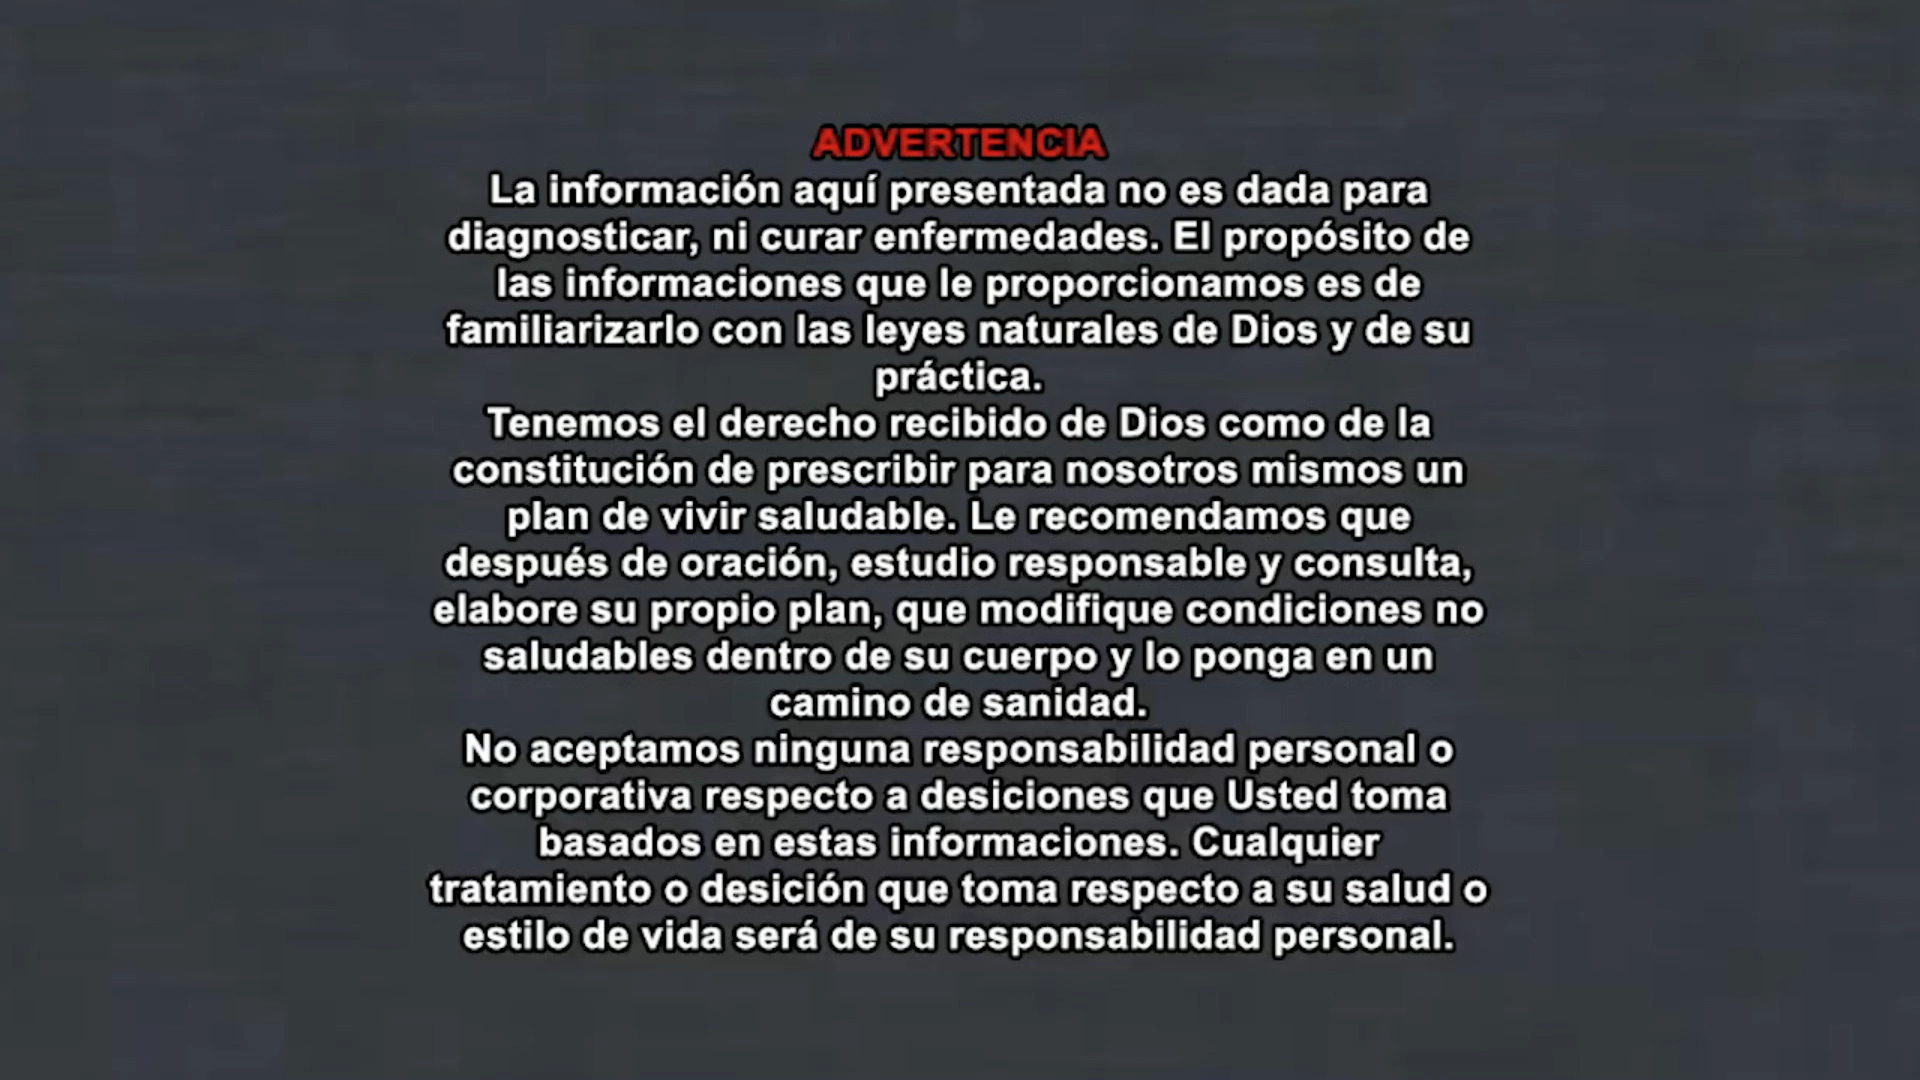 ADVERTENCIA
La información aquí presentada no es dada para
diagnosticar, ni curar enfermedades. El propósito de
las informaciones que le proporcionamos es de
familiarizarlo con las leyes naturales de Dios y de su
práctica.
Tenemos el derecho recibido de Dios como de la
constitución de prescribir para nosotros mismos un
plan de vivir saludable. Le recomendamos que
después de oración, estudio responsable y consulta,
elabore su propio plan, que modifique condiciones no
saludables dentro de su cuerpo y lo ponga en un
camino de sanidad.
No aceptamos ninguna responsabilidad personal o
corporativa respecto a desiciones que Usted toma
basados en estas informaciones. Cualquier
tratamiento o desición que toma respecto a su salud o
estilo de vida será de su responsabilidad personal.